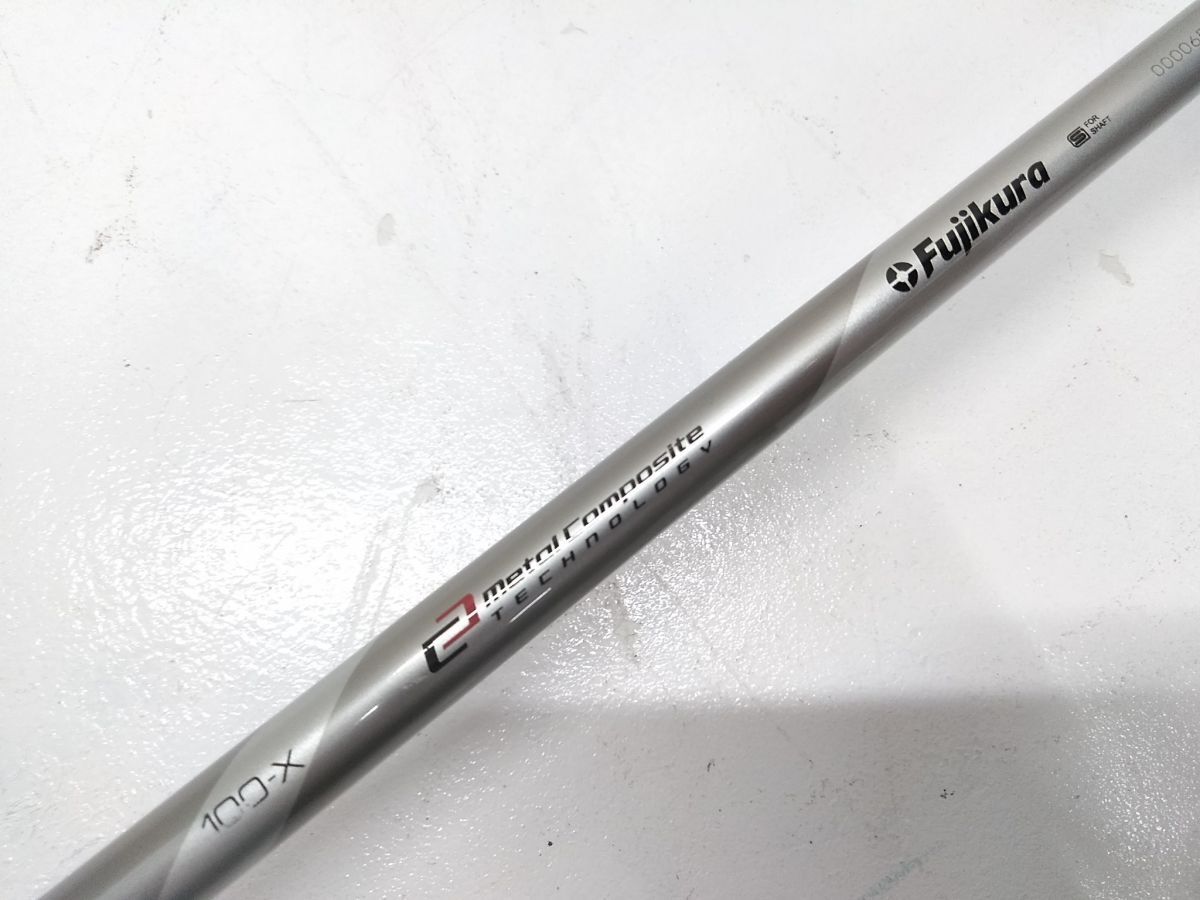 100-X
metal Composite
TECHNOLOGY
Fujikura
S FOR
SHAFT